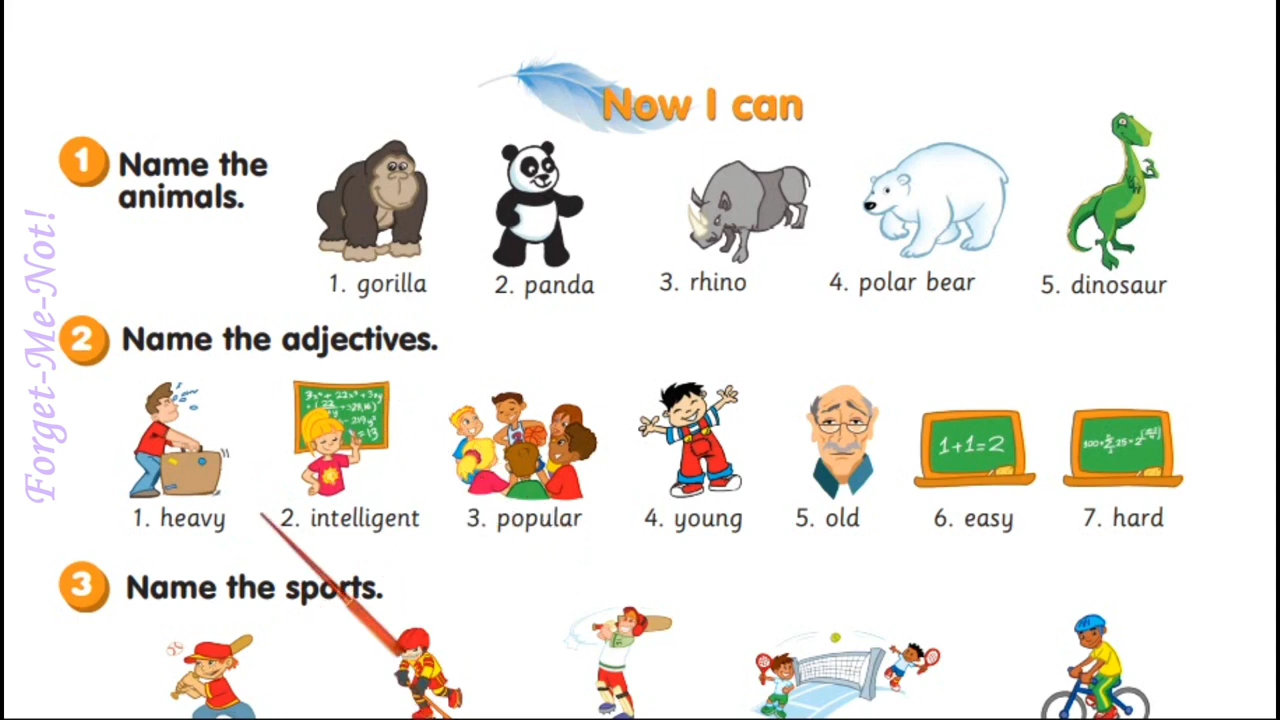 Now I can
1 Name the
animals.
1. gorilla 2. panda 3. rhino 4. polar bear 5. dinosaur
2 Name the adjectives.
1+1=2
1. heavy 2. intelligent 3. popular 4. young 5. old 6. easy 7. hard
3 Name the sports.
Forget-Me-Not!